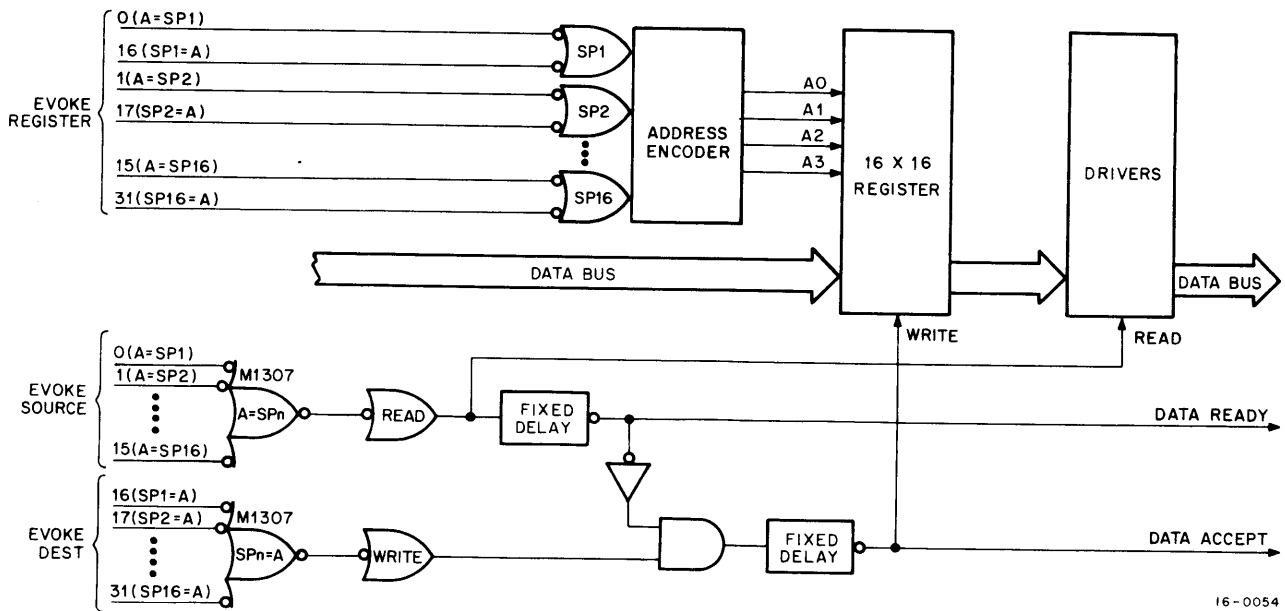 0(A=SP1)
16(SP1=A)
1(A=SP2)
17(SP2=A)
15(A=SP16)
31(SP16=A)
EVOKE
REGISTER
SP1
SP2
SP16
ADDRESS
ENCODER
A0
A1
A2
A3
16 X 16
REGISTER
DRIVERS
DATA BUS
DATA BUS
WRITE
READ
EVOKE
SOURCE
0(A=SP1)
1(A=SP2)
15(A=SP16)
M1307
A=SPn
READ
FIXED
DELAY
DATA READY
EVOKE
DEST
16(SP1=A)
17(SP2=A)
31(SP16=A)
M1307
SPn=A
WRITE
FIXED
DELAY
DATA ACCEPT
16-0054